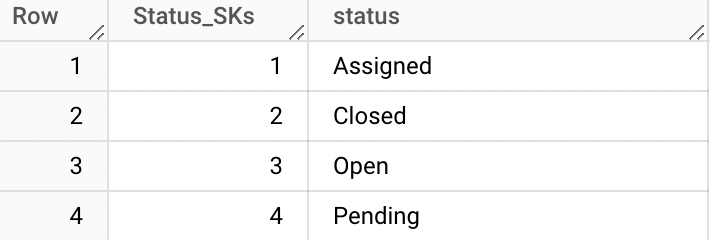 Row Status_SKs status
1 1 Assigned
2 2 Closed
3 3 Open
4 4 Pending